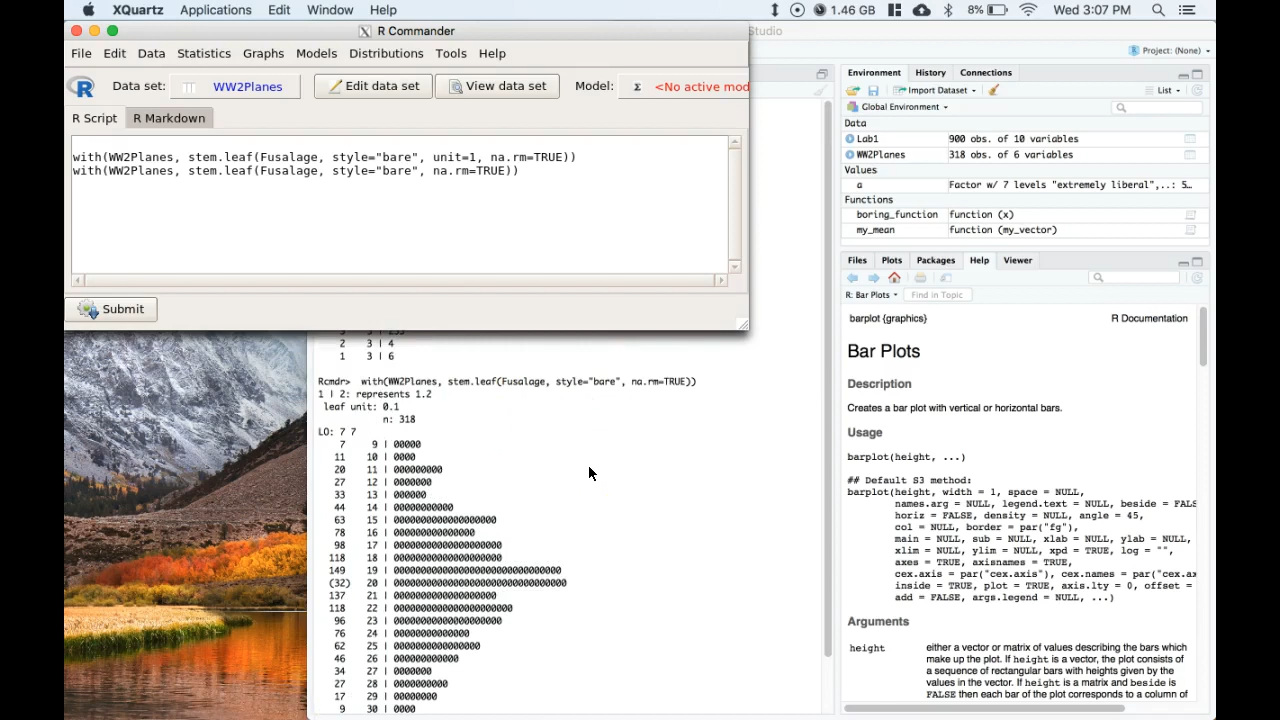 XQuartz Applications Edit Window Help 1.46 GB 8% Wed 3:07 PM
R Commander
Studio
File Edit Data Statistics Graphs Models Distributions Tools Help
Project: (None)
Data set: WW2Planes Edit data set View data set Model: Σ <No active mod
R Script R Markdown
with(WW2Planes, stem.leaf(Fusalage, style="bare", unit=1, na.rm=TRUE))
with(WW2Planes, stem.leaf(Fusalage, style="bare", na.rm=TRUE))
Submit
2 3 | 4
1 3 | 6
Rcmdr> with(WW2Planes, stem.leaf(Fusalage, style="bare", na.rm=TRUE))
1 | 2: represents 1.2
leaf unit: 0.1
n: 318
LO: 7 7
7 9 | 00000
11 10 | 0000
20 11 | 000000000
27 12 | 0000000
33 13 | 000000
44 14 | 00000000000
63 15 | 0000000000000000000
78 16 | 000000000000000
98 17 | 00000000000000000000
118 18 | 00000000000000000000
149 19 | 0000000000000000000000000000000
(32) 20 | 00000000000000000000000000000000
137 21 | 0000000000000000000
118 22 | 0000000000000000000000
96 23 | 00000000000000000000
76 24 | 00000000000000
62 25 | 0000000000000000
46 26 | 000000000000
34 27 | 0000000
27 28 | 0000000000
17 29 | 00000000
9 30 | 0000
Environment History Connections
Import Dataset List
Global Environment
Data
Lab1 900 obs. of 10 variables
WW2Planes 318 obs. of 6 variables
Values
a Factor w/ 7 levels "extremely liberal",..: 5…
Functions
boring_function function (x)
my_mean function (my_vector)
Files Plots Packages Help Viewer
R: Bar Plots Find in Topic
barplot {graphics} R Documentation
Bar Plots
Description
Creates a bar plot with vertical or horizontal bars.
Usage
barplot(height, ...)
## Default S3 method:
barplot(height, width = 1, space = NULL,
names.arg = NULL, legend.text = NULL, beside = FALS
horiz = FALSE, density = NULL, angle = 45,
col = NULL, border = par("fg"),
main = NULL, sub = NULL, xlab = NULL, ylab = NULL,
xlim = NULL, ylim = NULL, xpd = TRUE, log = "",
axes = TRUE, axisnames = TRUE,
cex.axis = par("cex.axis"), cex.names = par("cex.ax
inside = TRUE, plot = TRUE, axis.lty = 0, offset =
add = FALSE, args.legend = NULL, ...)
Arguments
height either a vector or matrix of values describing the bars which
make up the plot. If height is a vector, the plot consists of
a sequence of rectangular bars with heights given by the
values in the vector. If height is a matrix and beside is
FALSE then each bar of the plot corresponds to a column of